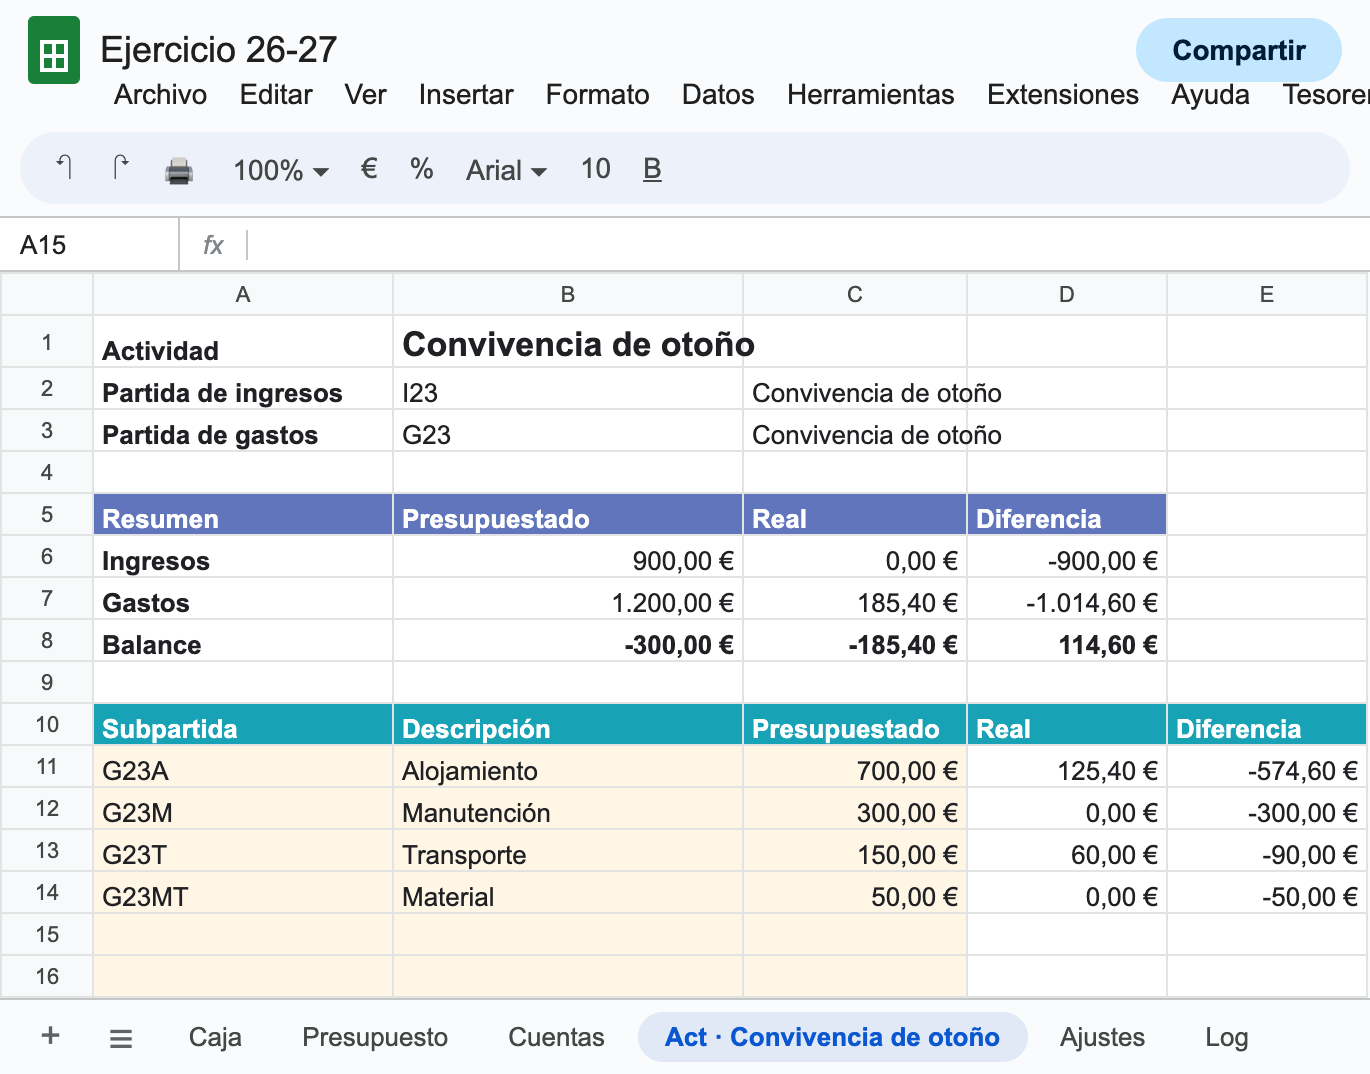 Ejercicio 26-27
Compartir
Archivo Editar Ver Insertar Formato Datos Herramientas Extensiones Ayuda Tesorer
100% € % Arial 10 B
A15 fx
A B C D E
1 Actividad Convivencia de otoño
2 Partida de ingresos I23 Convivencia de otoño
3 Partida de gastos G23 Convivencia de otoño
4
5 Resumen Presupuestado Real Diferencia
6 Ingresos 900,00 € 0,00 € -900,00 €
7 Gastos 1.200,00 € 185,40 € -1.014,60 €
8 Balance -300,00 € -185,40 € 114,60 €
9
10 Subpartida Descripción Presupuestado Real Diferencia
11 G23A Alojamiento 700,00 € 125,40 € -574,60 €
12 G23M Manutención 300,00 € 0,00 € -300,00 €
13 G23T Transporte 150,00 € 60,00 € -90,00 €
14 G23MT Material 50,00 € 0,00 € -50,00 €
15
16
+ Caja Presupuesto Cuentas Act · Convivencia de otoño Ajustes Log